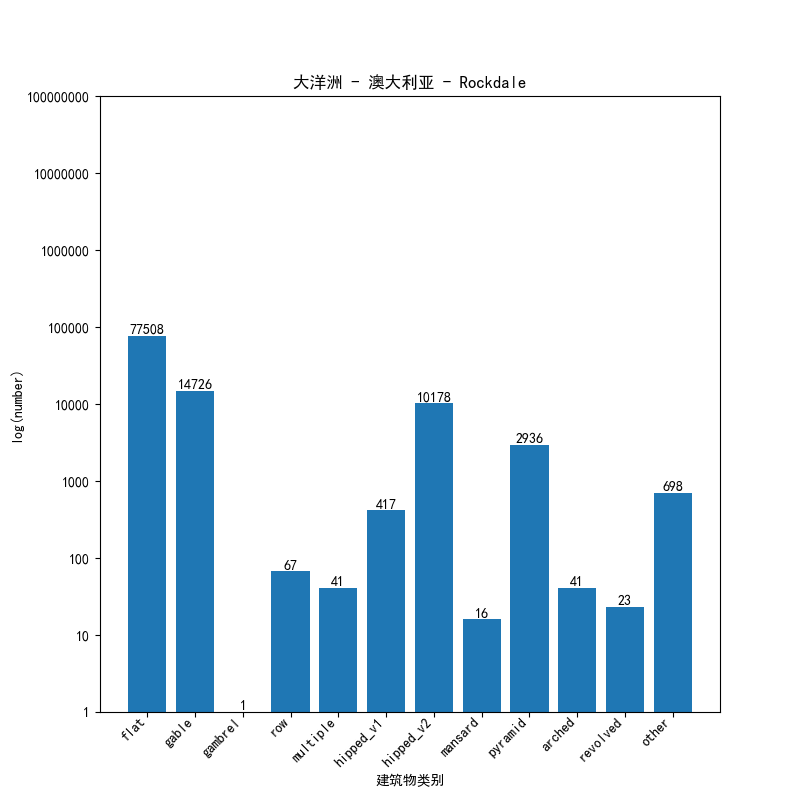 大洋洲 - 澳大利亚 - Rockdale
100000000
10000000
1000000
100000
10000
1000
100
10
1
log(number)
77508
14726
1
67
41
417
10178
16
2936
41
23
698
flat
gable
gambrel
row
multiple
hipped_v1
hipped_v2
mansard
pyramid
arched
revolved
other
建筑物类别